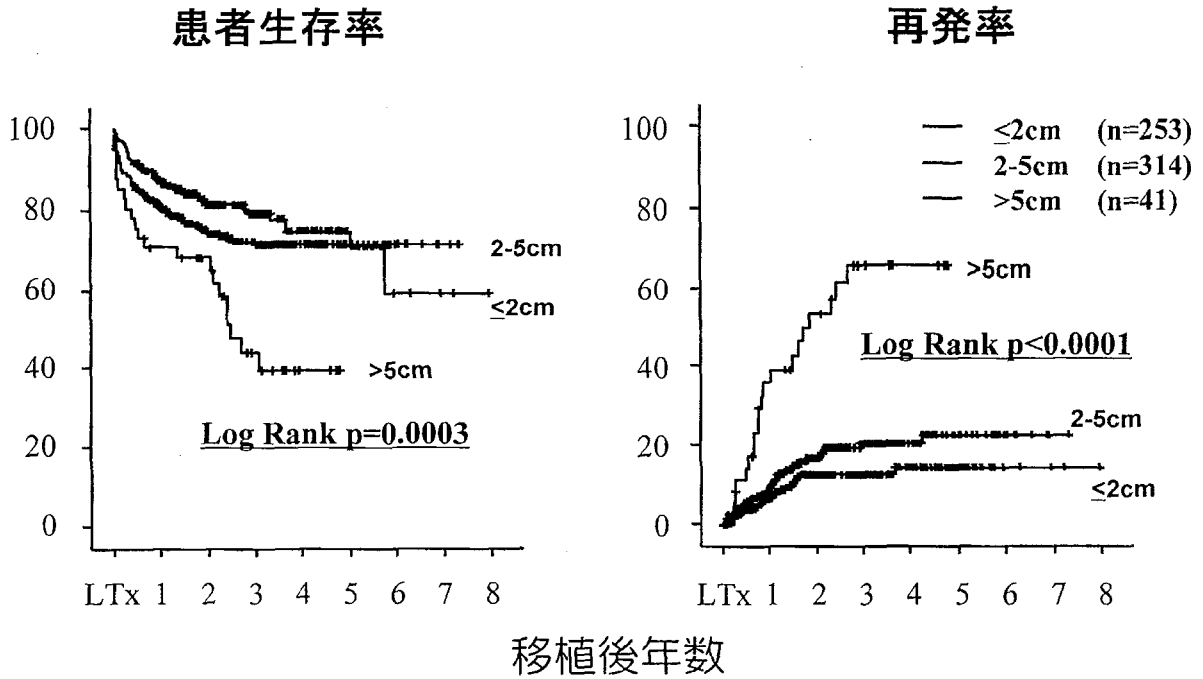 患者生存率
100
80
60
40
20
0
2-5cm
≤2cm
>5cm
Log Rank p=0.0003
LTx 1 2 3 4 5 6 7 8
再発率
100
80
60
40
20
0
≤2cm (n=253)
2-5cm (n=314)
>5cm (n=41)
>5cm
Log Rank p<0.0001
2-5cm
≤2cm
LTx 1 2 3 4 5 6 7 8
移植後年数